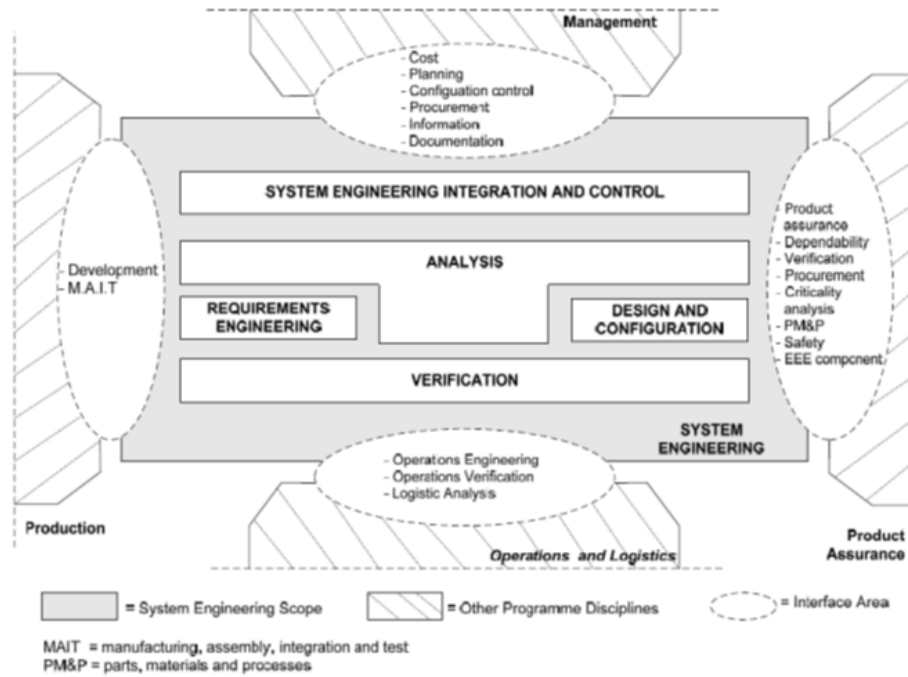 Management
- Cost
- Planning
- Configuation control
- Procurement
- Information
- Documentation
SYSTEM ENGINEERING INTEGRATION AND CONTROL
- Development
- M.A.I.T
ANALYSIS
REQUIREMENTS
ENGINEERING
DESIGN AND
CONFIGURATION
VERIFICATION
- Product
assurance
- Dependability
- Verification
- Procurement
- Criticality
analysis
- PM&P
- Safety
- EEE component
SYSTEM
ENGINEERING
- Operations Engineering
- Operations Verification
- Logistic Analysis
Production
Operations and Logistics
Product
Assurance
= System Engineering Scope
= Other Programme Disciplines
= Interface Area
MAIT = manufacturing, assembly, integration and test
PM&P = parts, materials and processes